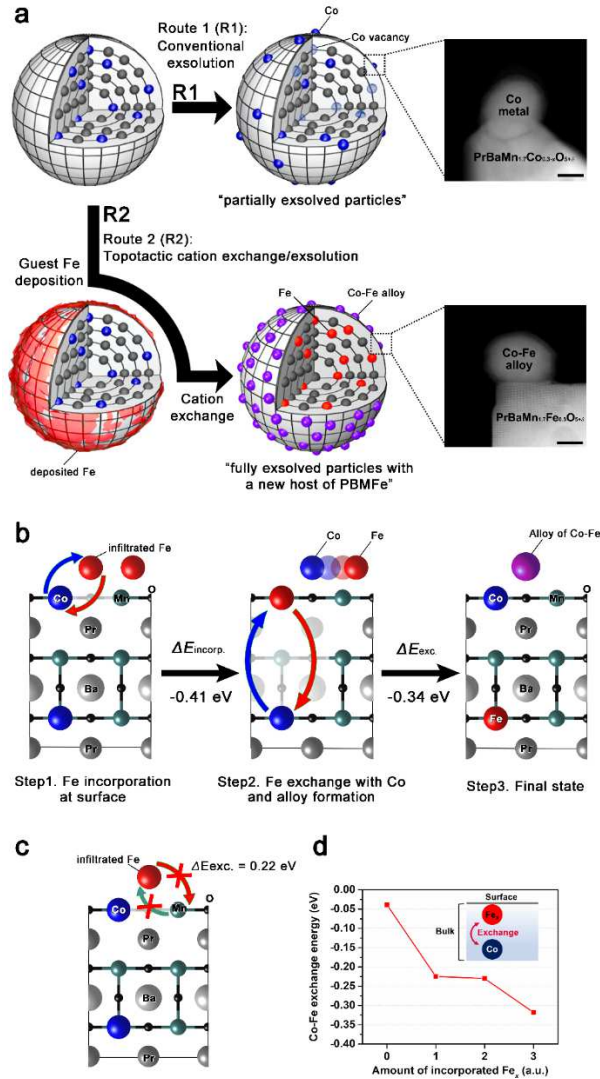 a
Route 1 (R1):
Conventional
exsolution
Co
Co vacancy
R1
Co
metal
PrBaMn1.7Co0.3-xO5+δ
"partially exsolved particles"
R2
Route 2 (R2):
Topotactic cation exchange/exsolution
Guest Fe
deposition
Fe
Co-Fe alloy
Co-Fe
alloy
PrBaMn1.7Fe0.3O5+δ
Cation
exchange
deposited Fe
"fully exsolved particles with
a new host of PBMFe"
b
infiltrated Fe
Co
Fe
Alloy of Co-Fe
O
Co
Mn
Pr
Ba
Pr
ΔEincorp.
-0.41 eV
ΔEexc.
-0.34 eV
Co
Mn
Pr
Ba
Fe
Pr
Step1. Fe incorporation
at surface
Step2. Fe exchange with Co
and alloy formation
Step3. Final state
c
infiltrated Fe
ΔEexc. = 0.22 eV
O
Co
Mn
Pr
Ba
Pr
d
Co-Fe exchange energy (eV)
0.00
-0.05
-0.10
-0.15
-0.20
-0.25
-0.30
-0.35
-0.40
Surface
Bulk
Fex
Exchange
Co
0
1
2
3
Amount of incorporated Fex (a.u.)